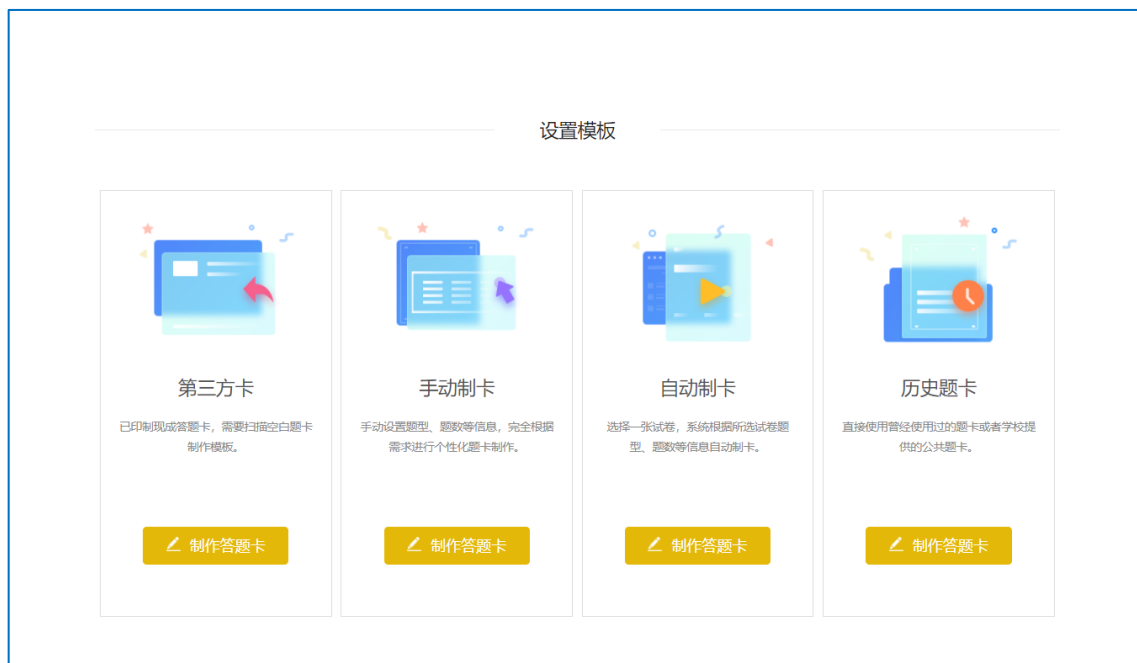 设置模板
第三方卡
已印制现成答题卡，需要扫描空白题卡
制作模板。
制作答题卡
手动制卡
手动设置题型、题数等信息，完全根据
需求进行个性化题卡制作。
制作答题卡
自动制卡
选择一张试卷，系统根据所选试卷题
型、题数等信息自动制卡。
制作答题卡
历史题卡
直接使用曾经使用过的题卡或者学校提
供的公共题卡。
制作答题卡